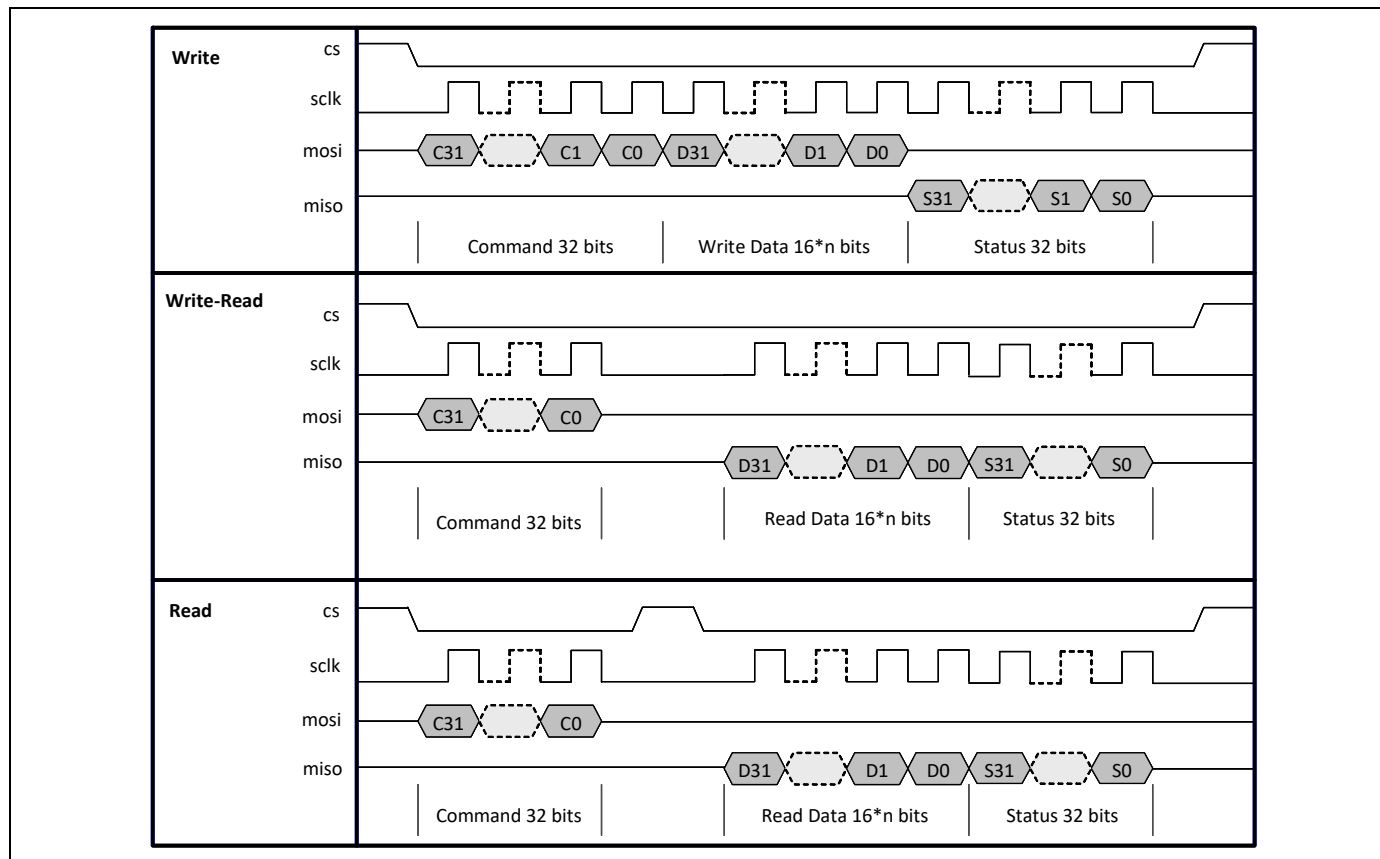 Write
cs
sclk
mosi C31 C1 C0 D31 D1 D0
miso S31 S1 S0
Command 32 bits Write Data 16*n bits Status 32 bits
Write-Read
cs
sclk
mosi C31 C0
miso D31 D1 D0 S31 S0
Command 32 bits Read Data 16*n bits Status 32 bits
Read cs
sclk
mosi C31 C0
miso D31 D1 D0 S31 S0
Command 32 bits Read Data 16*n bits Status 32 bits